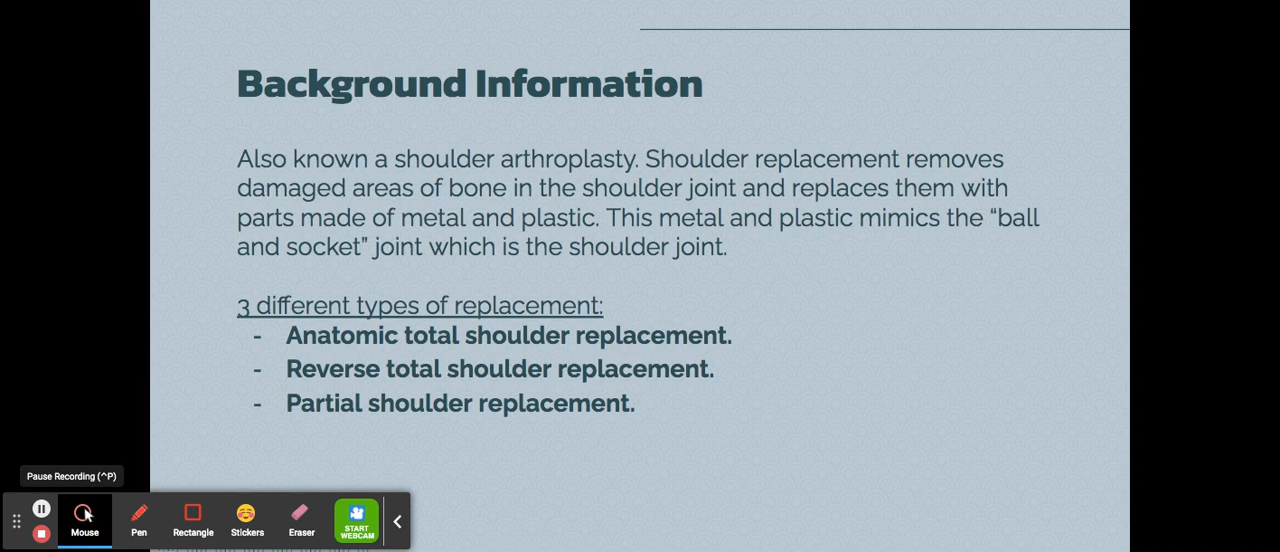 Background Information
Also known a shoulder arthroplasty. Shoulder replacement removes
damaged areas of bone in the shoulder joint and replaces them with
parts made of metal and plastic. This metal and plastic mimics the “ball
and socket” joint which is the shoulder joint.
3 different types of replacement:
- Anatomic total shoulder replacement.
- Reverse total shoulder replacement.
- Partial shoulder replacement.
Pause Recording (^P)
Mouse
Pen
Rectangle
Stickers
Eraser
START
WEBCAM